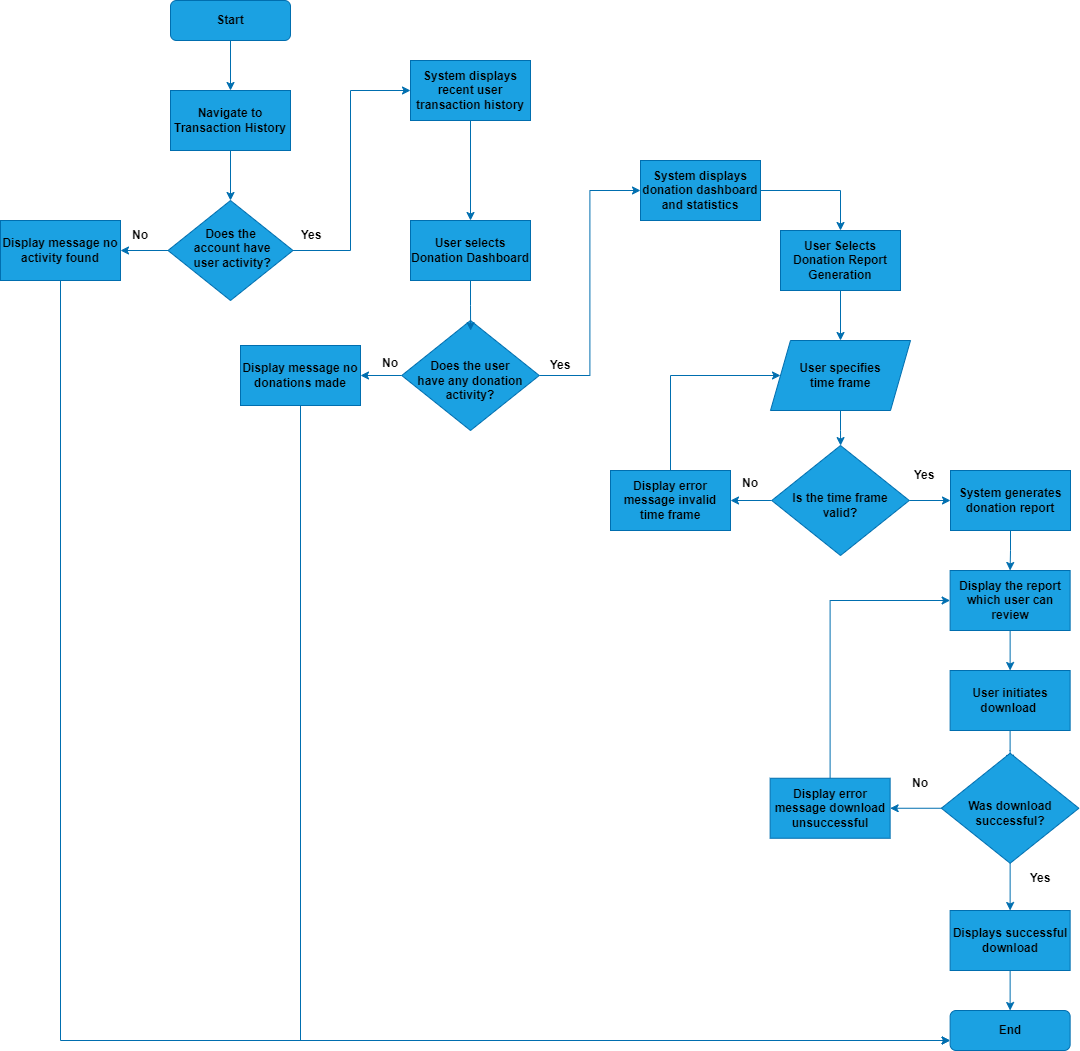 Start
Navigate to
Transaction History
Does the
account have
user activity?
No
Yes
Display message no
activity found
System displays
recent user
transaction history
User selects
Donation Dashboard
Does the user
have any donation
activity?
No
Yes
Display message no
donations made
System displays
donation dashboard
and statistics
User Selects
Donation Report
Generation
User specifies
time frame
Is the time frame
valid?
No
Yes
Display error
message invalid
time frame
System generates
donation report
Display the report
which user can
review
User initiates
download
Was download
successful?
No
Display error
message download
unsuccessful
Yes
Displays successful
download
End